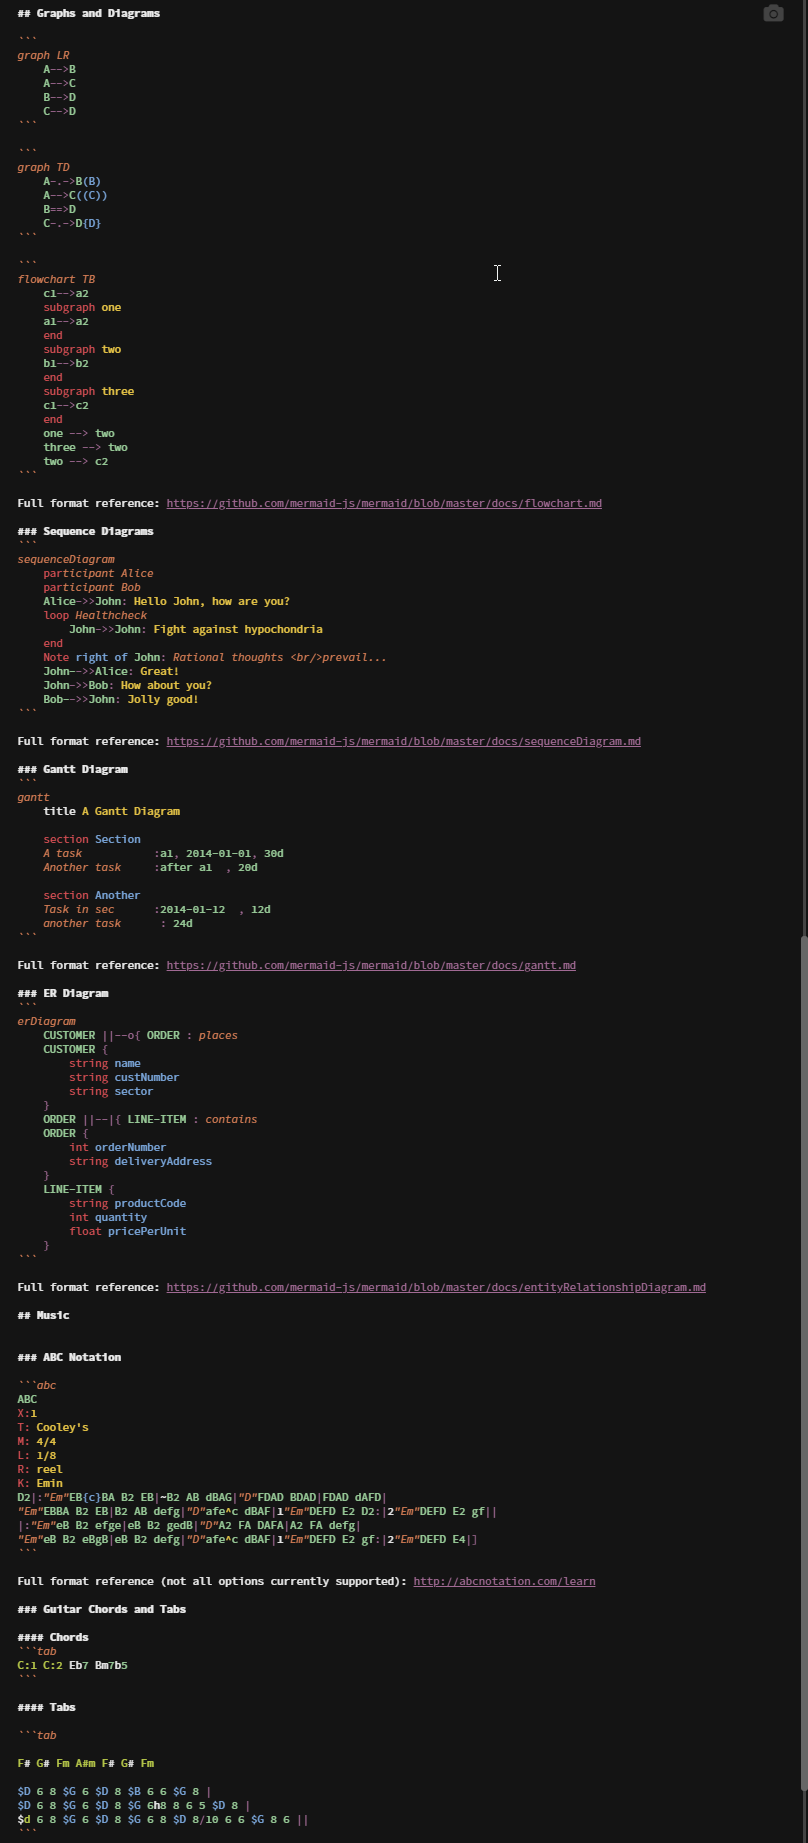 ## Graphs and Diagrams
```
graph LR
A-->B
A-->C
B-->D
C-->D
```
```
graph TD
A-.->B(B)
A-->C((C))
B==>D
C-.->D{D}
```
```
flowchart TB
c1-->a2
subgraph one
a1-->a2
end
subgraph two
b1-->b2
end
subgraph three
c1-->c2
end
one --> two
three --> two
two --> c2
```
Full format reference: https://github.com/mermaid-js/mermaid/blob/master/docs/flowchart.md
### Sequence Diagrams
```
sequenceDiagram
participant Alice
participant Bob
Alice->>John: Hello John, how are you?
loop Healthcheck
John->>John: Fight against hypochondria
end
Note right of John: Rational thoughts <br/>prevail...
John-->>Alice: Great!
John->>Bob: How about you?
Bob-->>John: Jolly good!
```
Full format reference: https://github.com/mermaid-js/mermaid/blob/master/docs/sequenceDiagram.md
### Gantt Diagram
```
gantt
title A Gantt Diagram
section Section
A task :a1, 2014-01-01, 30d
Another task :after a1 , 20d
section Another
Task in sec :2014-01-12 , 12d
another task : 24d
```
Full format reference: https://github.com/mermaid-js/mermaid/blob/master/docs/gantt.md
### ER Diagram
```
erDiagram
CUSTOMER ||--o{ ORDER : places
CUSTOMER {
string name
string custNumber
string sector
}
ORDER ||--|{ LINE-ITEM : contains
ORDER {
int orderNumber
string deliveryAddress
}
LINE-ITEM {
string productCode
int quantity
float pricePerUnit
}
```
Full format reference: https://github.com/mermaid-js/mermaid/blob/master/docs/entityRelationshipDiagram.md
## Music
### ABC Notation
```abc
ABC
X:1
T: Cooley's
M: 4/4
L: 1/8
R: reel
K: Emin
D2|:"Em"EB{c}BA B2 EB|~B2 AB dBAG|"D"FDAD BDAD|FDAD dAFD|
"Em"EBBA B2 EB|B2 AB defg|"D"afe^c dBAF|1"Em"DEFD E2 D2:|2"Em"DEFD E2 gf||
|:"Em"eB B2 efge|eB B2 gedB|"D"A2 FA DAFA|A2 FA defg|
"Em"eB B2 eBgB|eB B2 defg|"D"afe^c dBAF|1"Em"DEFD E2 gf:|2"Em"DEFD E4|]
```
Full format reference (not all options currently supported): http://abcnotation.com/learn
### Guitar Chords and Tabs
#### Chords
```tab
C:1 C:2 Eb7 Bm7b5
```
#### Tabs
```tab
F# G# Fm A#m F# G# Fm
$D 6 8 $G 6 $D 8 $B 6 6 $G 8 |
$D 6 8 $G 6 $D 8 $G 6h8 8 6 5 $D 8 |
$d 6 8 $G 6 $D 8 $G 6 8 $D 8/10 6 6 $G 8 6 ||
```